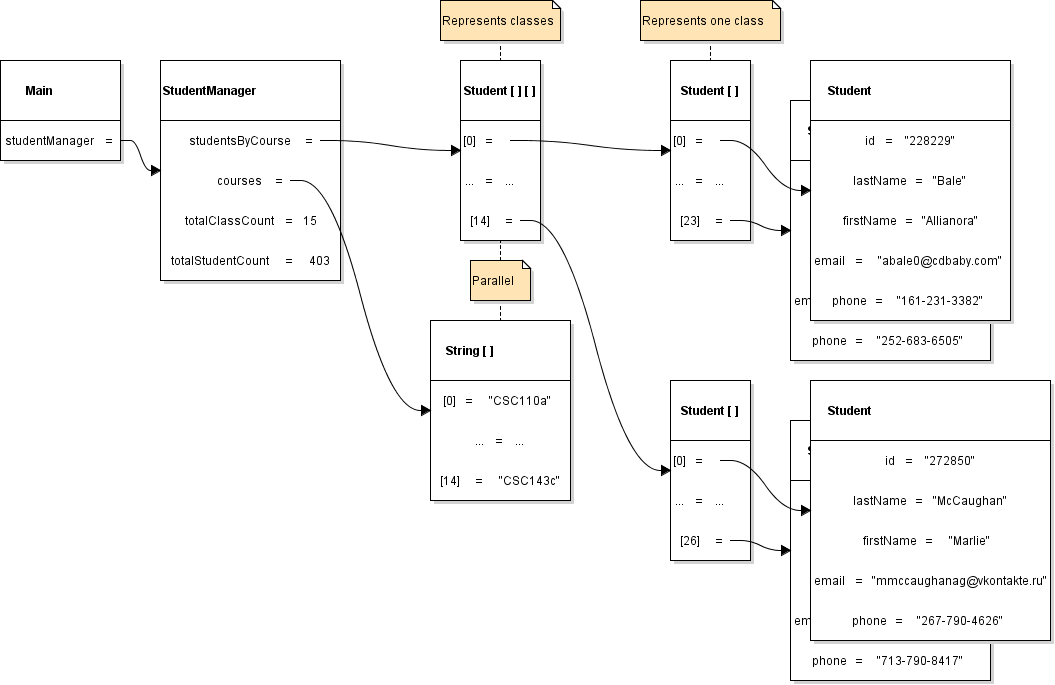 Represents classes
Represents one class
Main
studentManager =
StudentManager
studentsByCourse =
courses =
totalClassCount = 15
totalStudentCount = 403
Student [ ] [ ]
[0] =
... = ...
[14] =
Parallel
String [ ]
[0] = "CSC110a"
... = ...
[14] = "CSC143c"
Student [ ]
[0] =
... = ...
[23] =
Student
id = "228229"
lastName = "Bale"
firstName = "Allianora"
email = "abale0@cdbaby.com"
phone = "161-231-3382"
phone = "252-683-6505"
Student [ ]
[0] =
... = ...
[26] =
Student
id = "272850"
lastName = "McCaughan"
firstName = "Marlie"
email = "mmccaughanag@vkontakte.ru"
phone = "267-790-4626"
phone = "713-790-8417"